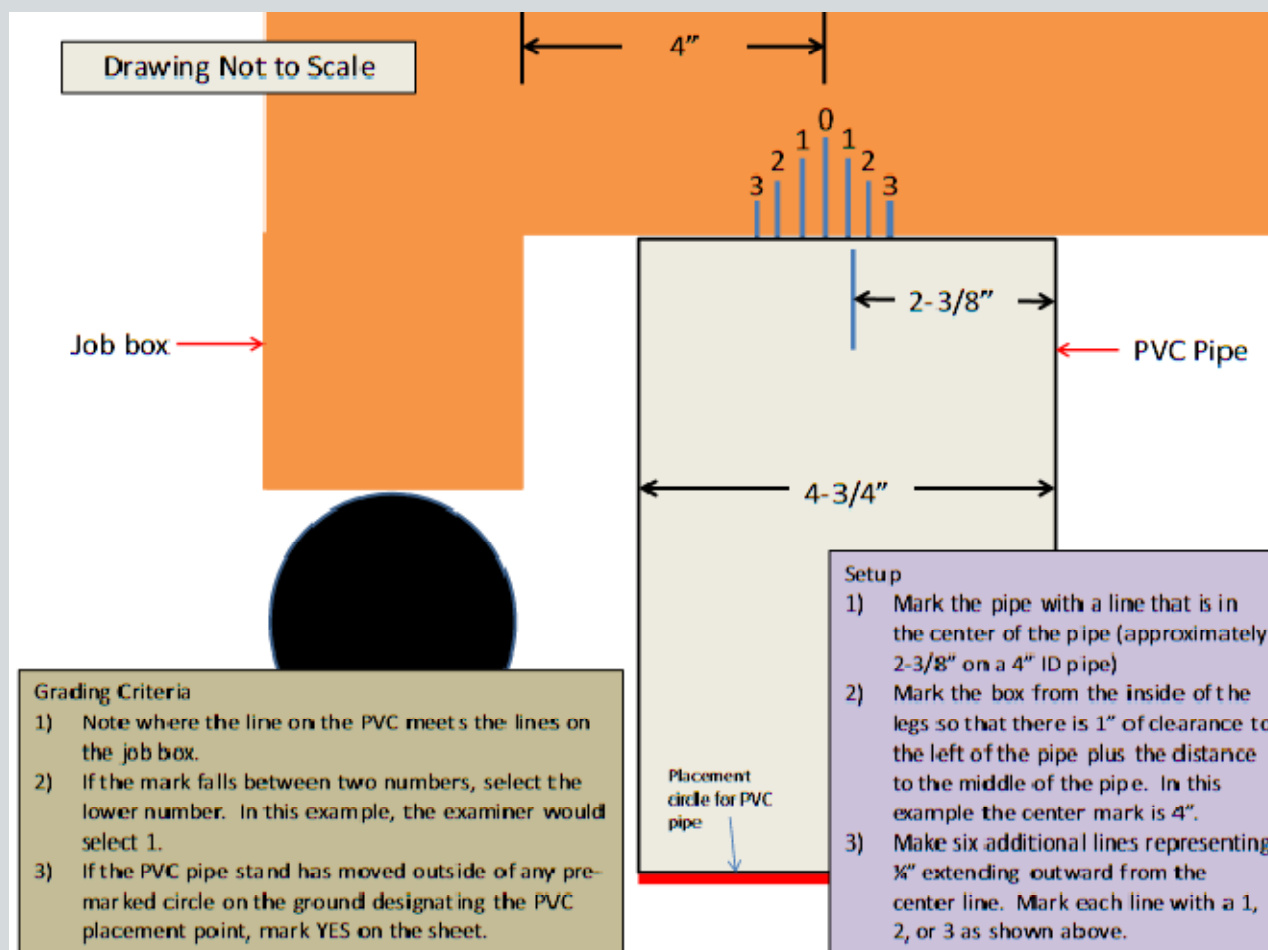 Drawing Not to Scale
4”
0
1 1
2 2
3 3
2-3/8”
Job box
PVC Pipe
4-3/4”
Setup
1) Mark the pipe with a line that is in
the center of the pipe (approximately
2-3/8” on a 4” ID pipe)
2) Mark the box from the inside of the
legs so that there is 1” of clearance to
the left of the pipe plus the distance
to the middle of the pipe. In this
example the center mark is 4”.
3) Make six additional lines representing
¼” extending outward from the
center line. Mark each line with a 1,
2, or 3 as shown above.
Grading Criteria
1) Note where the line on the PVC meets the lines on
the job box.
2) If the mark falls between two numbers, select the
lower number. In this example, the examiner would
select 1.
3) If the PVC pipe stand has moved outside of any pre-
marked circle on the ground designating the PVC
placement point, mark YES on the sheet.
Placement
circle for PVC
pipe